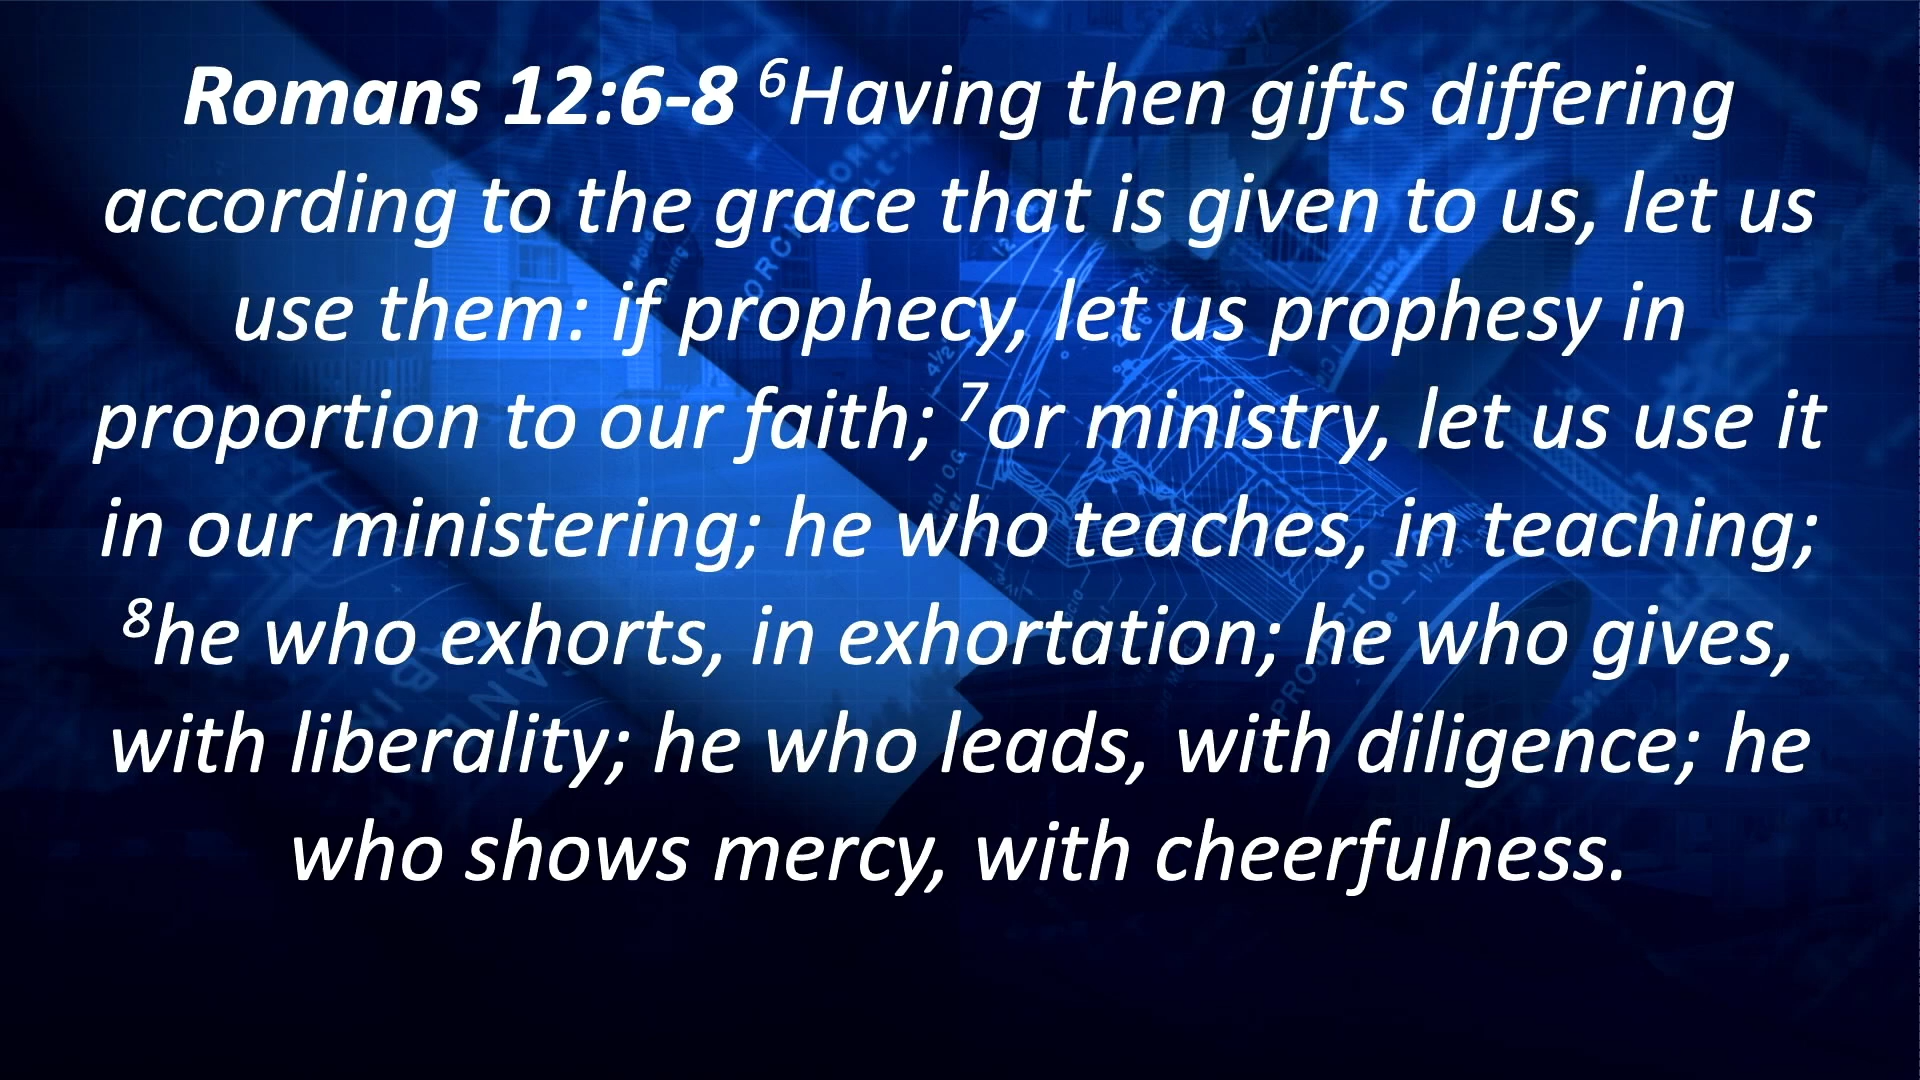 Romans 12:6-8 ⁶Having then gifts differing
according to the grace that is given to us, let us
use them: if prophecy, let us prophesy in
proportion to our faith; ⁷or ministry, let us use it
in our ministering; he who teaches, in teaching;
⁸he who exhorts, in exhortation; he who gives,
with liberality; he who leads, with diligence; he
who shows mercy, with cheerfulness.